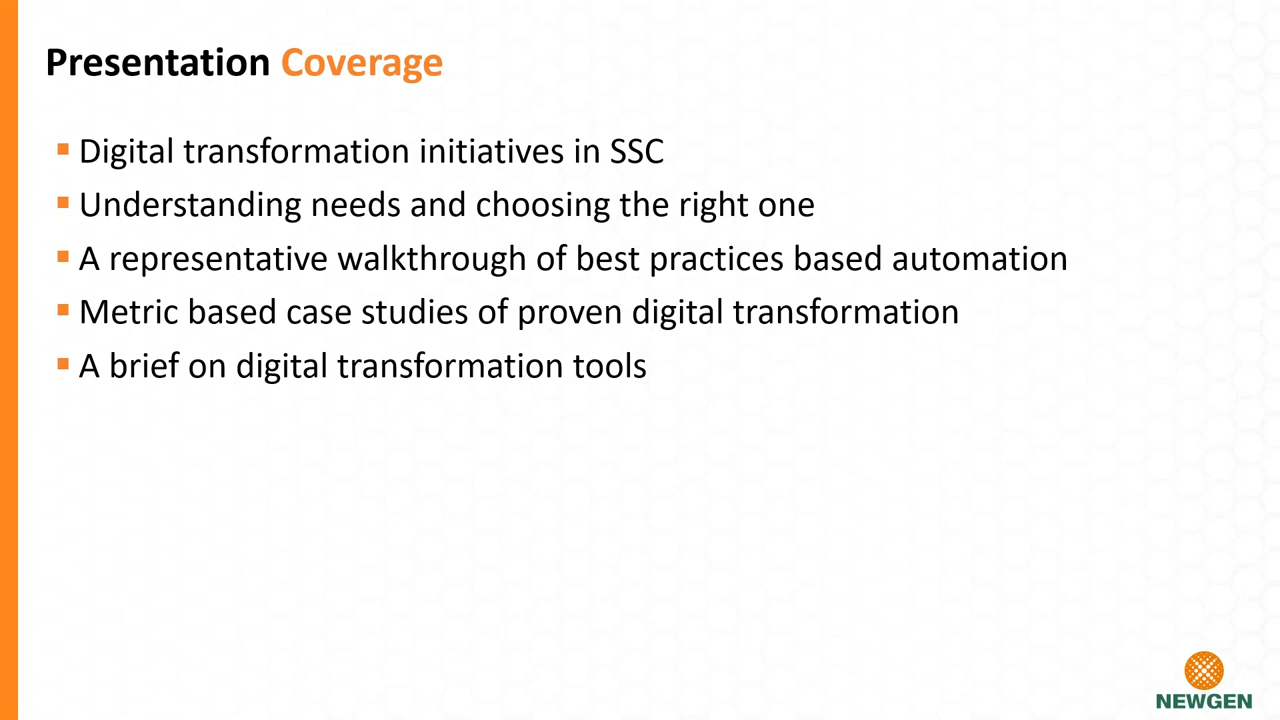 Presentation Coverage
▪ Digital transformation initiatives in SSC
▪ Understanding needs and choosing the right one
▪ A representative walkthrough of best practices based automation
▪ Metric based case studies of proven digital transformation
▪ A brief on digital transformation tools
NEWGEN